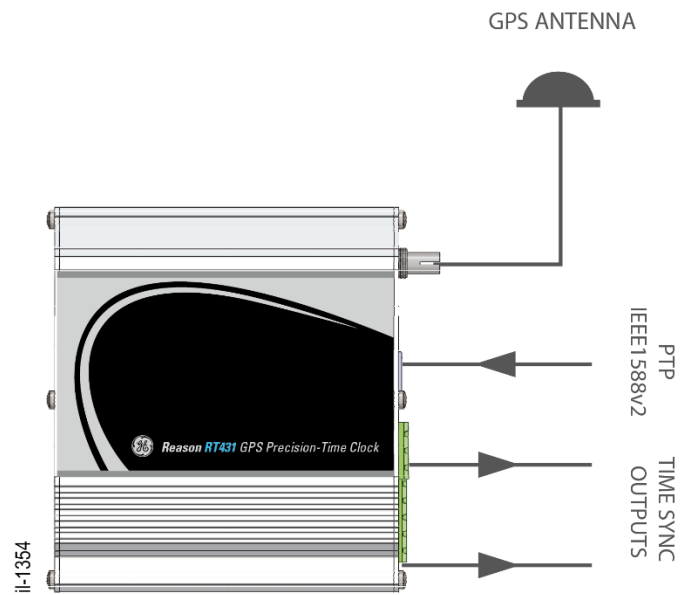 GPS ANTENNA
PTP
IEEE1588v2
Reason RT431 GPS Precision-Time Clock
TIME SYNC
OUTPUTS
il-1354